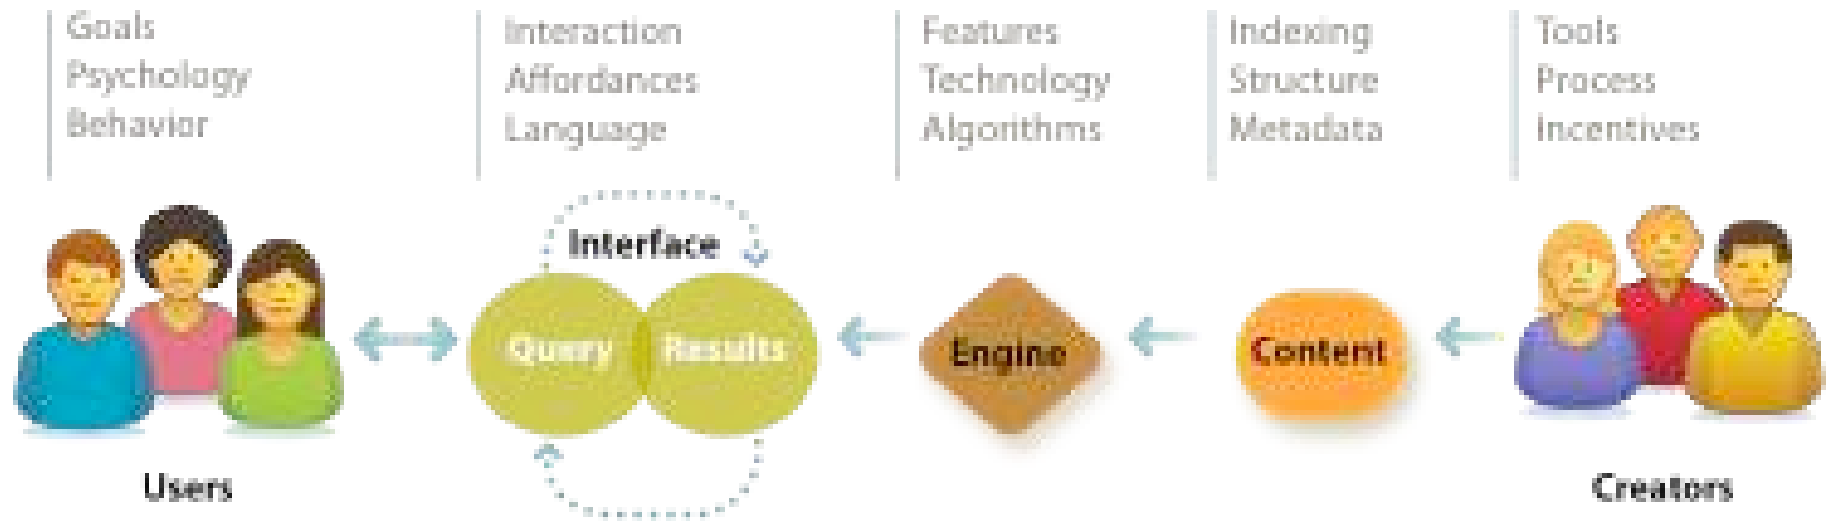 Goals
Psychology
Behavior
Interaction
Affordances
Language
Features
Technology
Algorithms
Indexing
Structure
Metadata
Tools
Process
Incentives
Interface
Query
Results
Engine
Content
Users
Creators